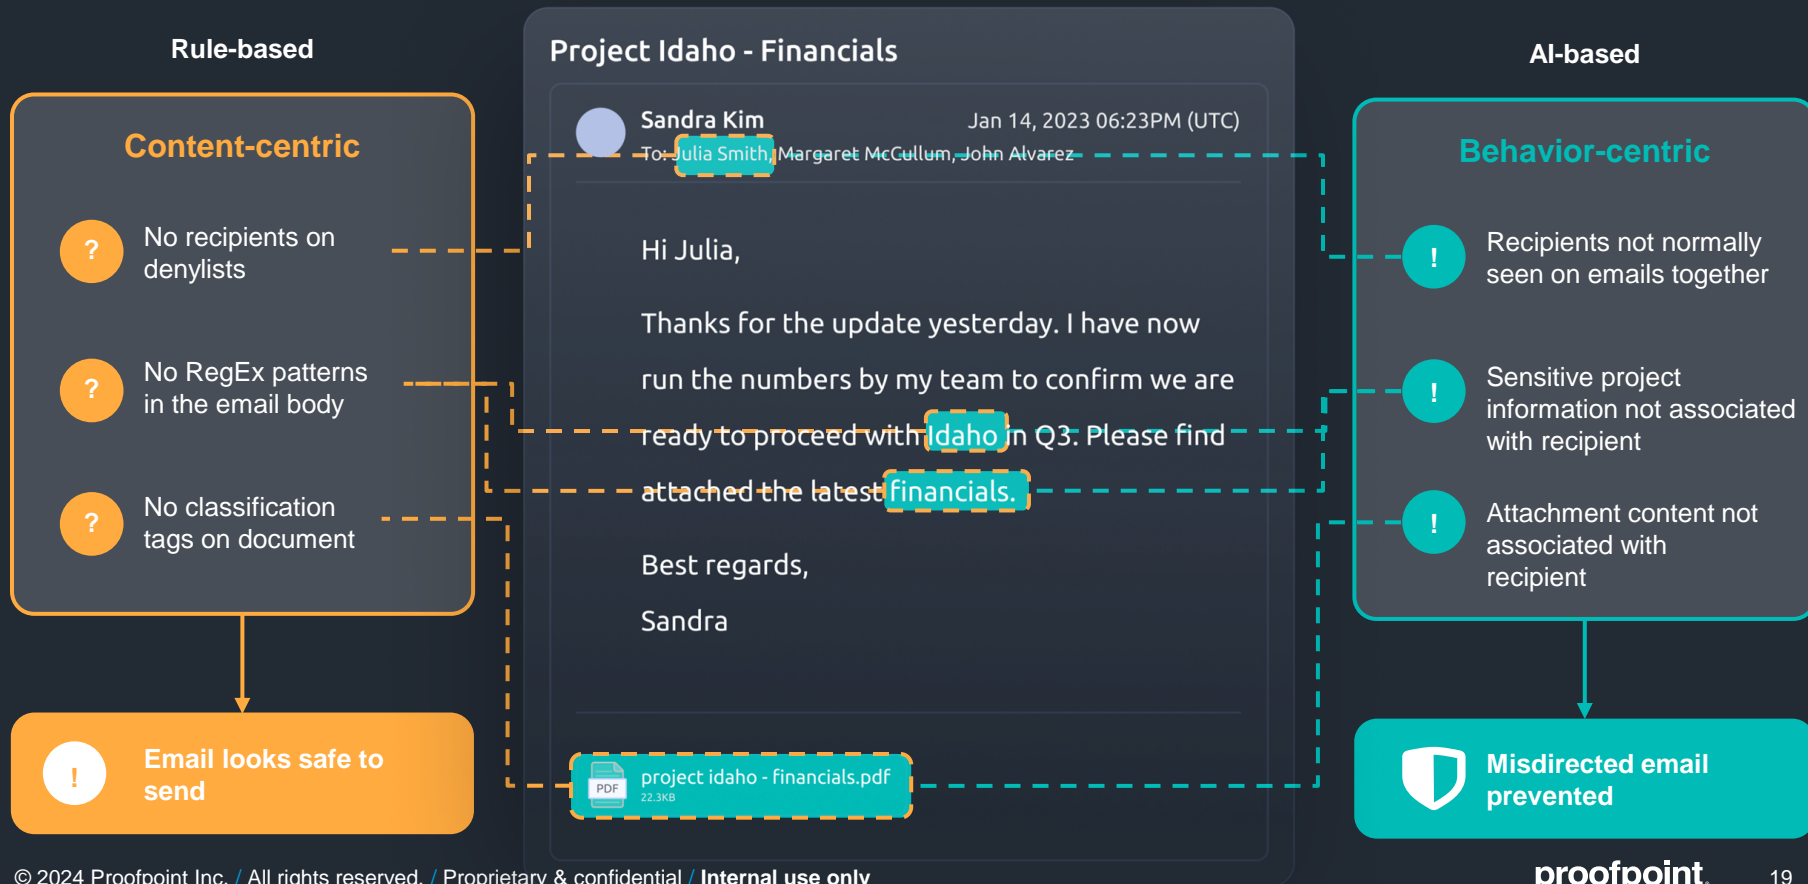 Rule-based
Content-centric
?
No recipients on
denylists
?
No RegEx patterns
in the email body
?
No classification
tags on document
!
Email looks safe to
send
Project Idaho - Financials
Sandra Kim
Jan 14, 2023 06:23PM (UTC)
To: Julia Smith, Margaret McCullum, John Alvarez
Hi Julia,
Thanks for the update yesterday. I have now
run the numbers by my team to confirm we are
ready to proceed with Idaho in Q3. Please find
attached the latest financials.
Best regards,
Sandra
PDF
project idaho - financials.pdf
22.3KB
AI-based
Behavior-centric
!
Recipients not normally
seen on emails together
!
Sensitive project
information not associated
with recipient
!
Attachment content not
associated with
recipient
Misdirected email
prevented
© 2024 Proofpoint Inc. / All rights reserved. / Proprietary & confidential / Internal use only
proofpoint.
19